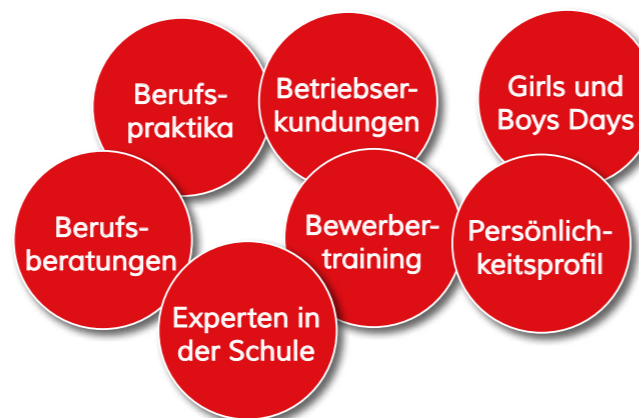 Berufs-
praktika
Betriebser-
kundungen
Girls und
Boys Days
Berufs-
beratungen
Bewerber-
training
Persönlich-
keitsprofil
Experten in
der Schule